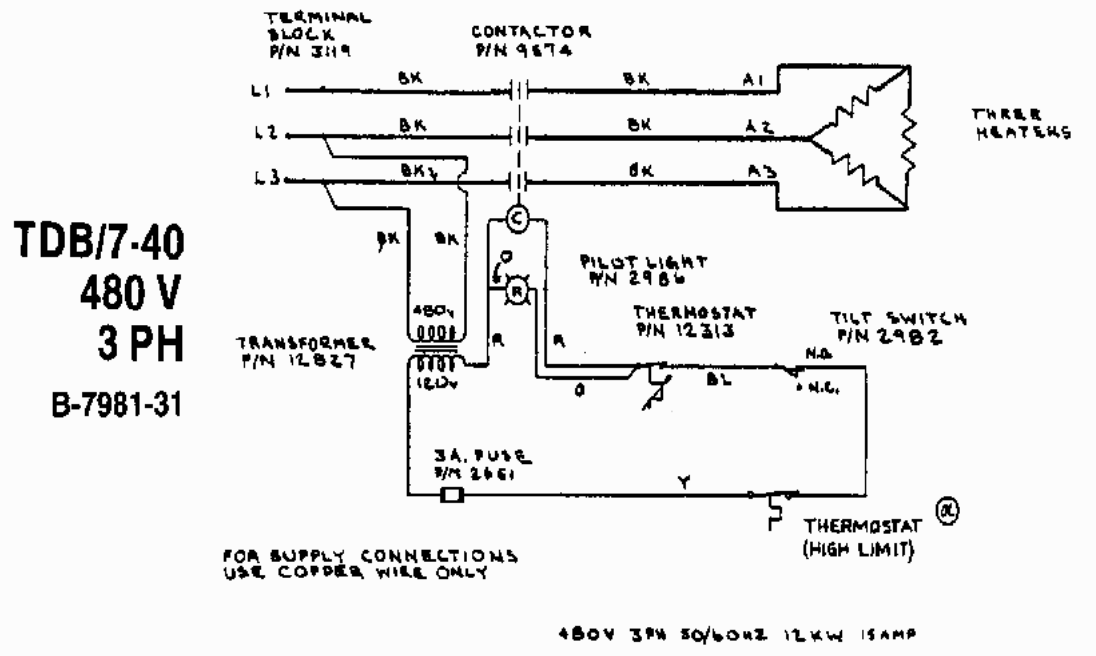 TERMINAL
BLOCK
P/N 3119
CONTACTOR
P/N 9674
L1
BK
BK
A1
L2
BK
BK
A2
L3
BK
BK
A3
THREE
HEATERS
TDB/7-40
480 V
3 PH
B-7981-31
BK
BK
C
O
R
PILOT LIGHT
P/N 2986
480V
120V
TRANSFORMER
P/N 12827
R
R
THERMOSTAT
P/N 12313
TILT SWITCH
P/N 2982
N.O.
N.C.
BL
O
3A. FUSE
P/N 2661
Y
THERMOSTAT
(HIGH LIMIT)
FOR SUPPLY CONNECTIONS
USE COPPER WIRE ONLY
480V 3PH 50/60HZ 12KW 15AMP